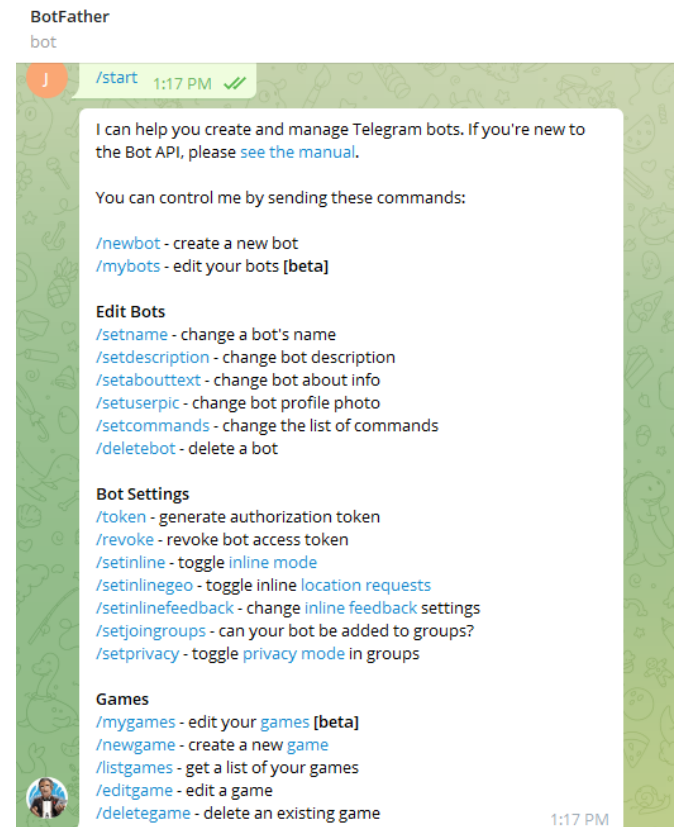 BotFather
bot
J
/start 1:17 PM
I can help you create and manage Telegram bots. If you're new to
the Bot API, please see the manual.
You can control me by sending these commands:
/newbot - create a new bot
/mybots - edit your bots [beta]
Edit Bots
/setname - change a bot's name
/setdescription - change bot description
/setabouttext - change bot about info
/setuserpic - change bot profile photo
/setcommands - change the list of commands
/deletebot - delete a bot
Bot Settings
/token - generate authorization token
/revoke - revoke bot access token
/setinline - toggle inline mode
/setinlinegeo - toggle inline location requests
/setinlinefeedback - change inline feedback settings
/setjoingroups - can your bot be added to groups?
/setprivacy - toggle privacy mode in groups
Games
/mygames - edit your games [beta]
/newgame - create a new game
/listgames - get a list of your games
/editgame - edit a game
/deletegame - delete an existing game
1:17 PM